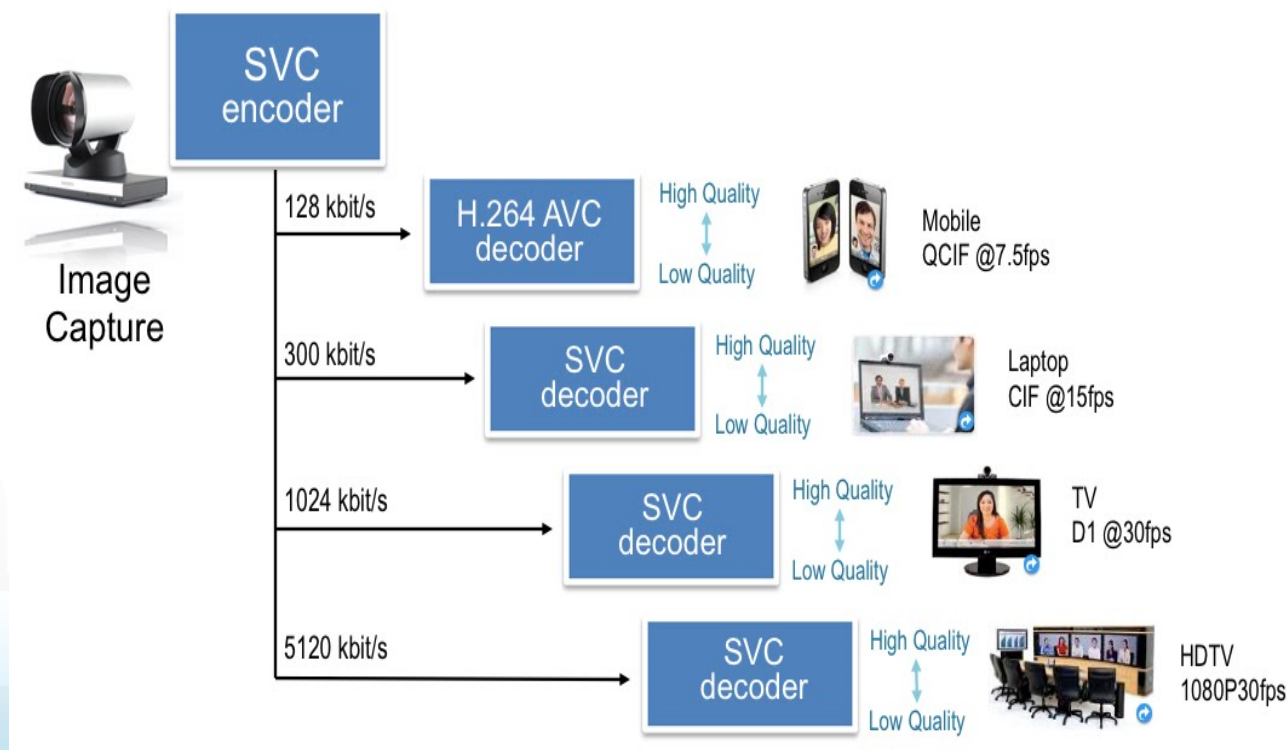 SVC
encoder
Image
Capture
128 kbit/s
H.264 AVC
decoder
High Quality
Low Quality
Mobile
QCIF @7.5fps
300 kbit/s
SVC
decoder
High Quality
Low Quality
Laptop
CIF @15fps
1024 kbit/s
SVC
decoder
High Quality
Low Quality
TV
D1 @30fps
5120 kbit/s
SVC
decoder
High Quality
Low Quality
HDTV
1080P30fps